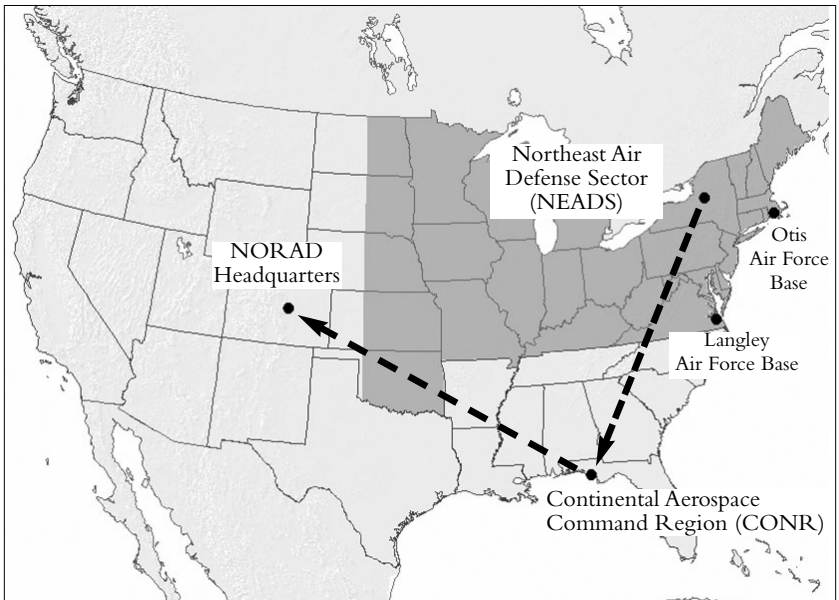 Northeast Air
Defense Sector
(NEADS)
NORAD
Headquarters
Otis
Air Force
Base
Langley
Air Force Base
Continental Aerospace
Command Region (CONR)